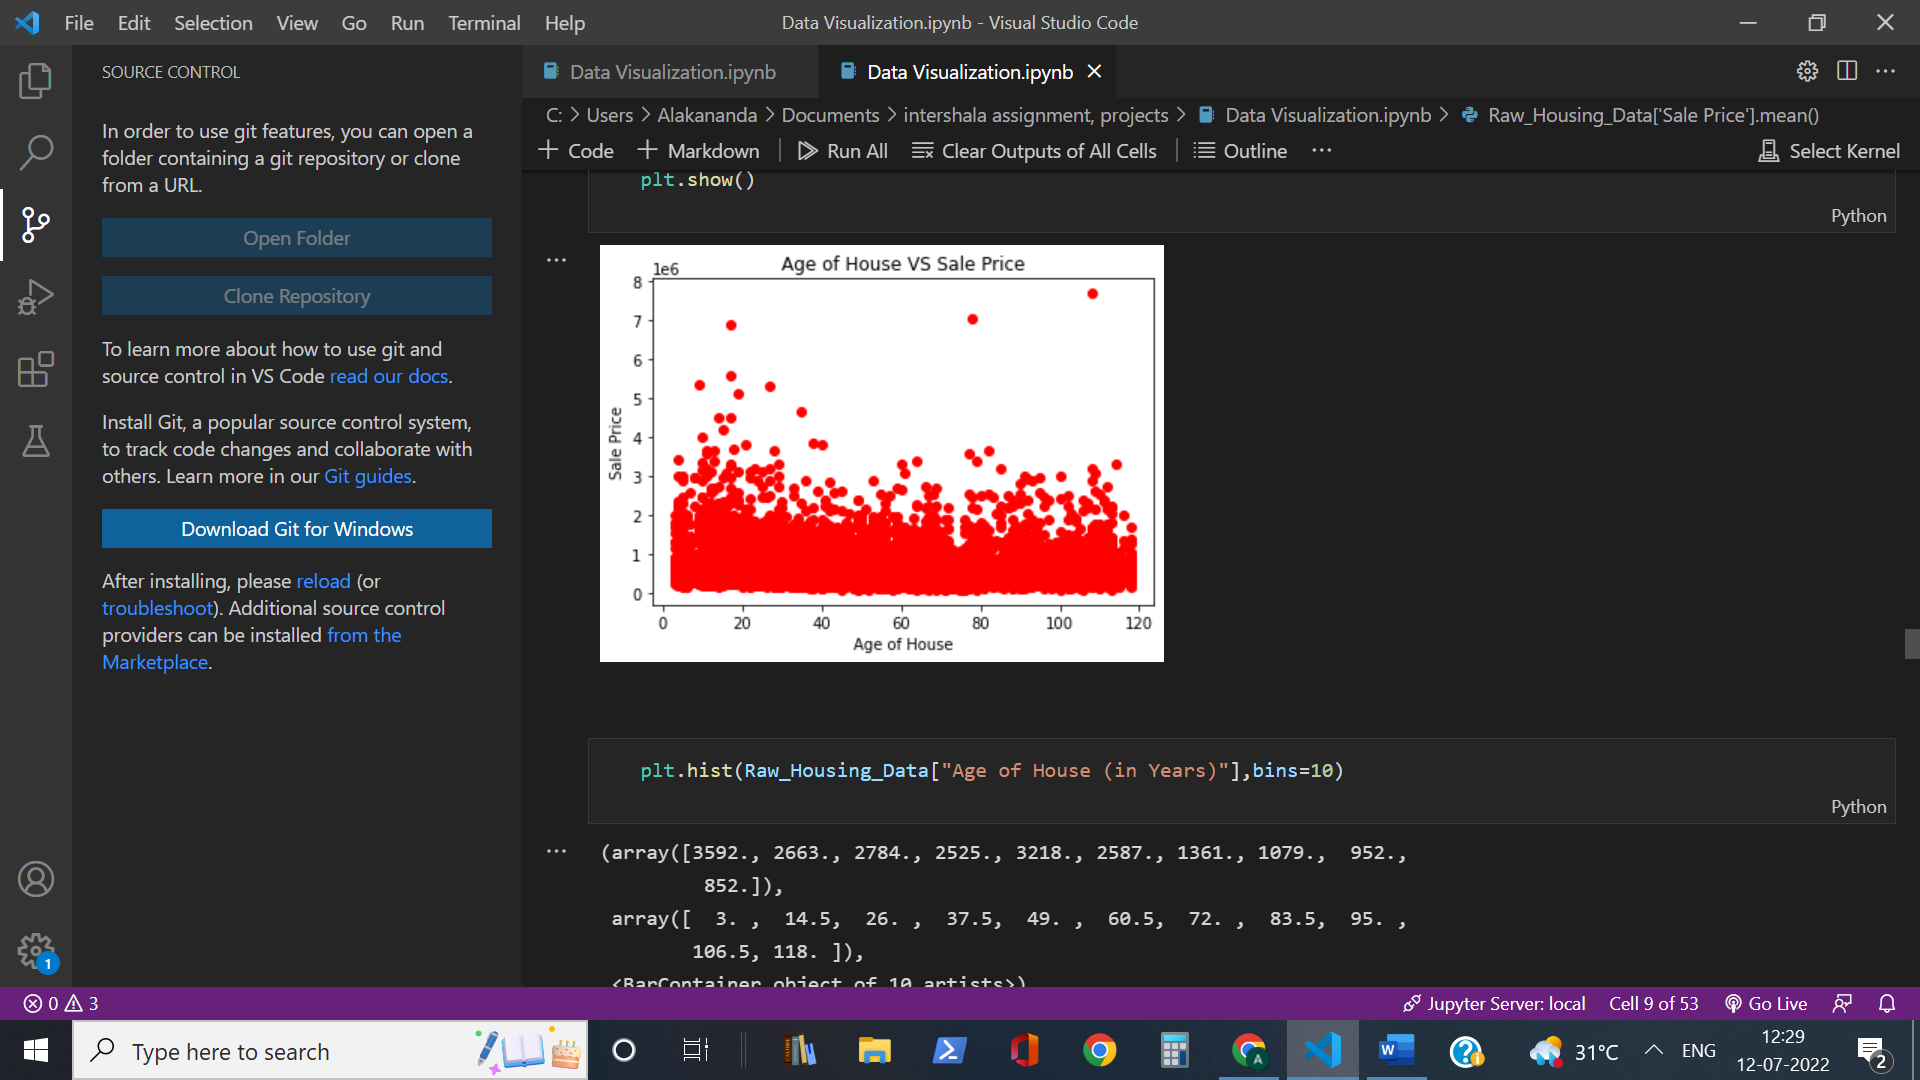 File Edit Selection View Go Run Terminal Help
Data Visualization.ipynb - Visual Studio Code
SOURCE CONTROL
In order to use git features, you can open a
folder containing a git repository or clone
from a URL.
Open Folder
Clone Repository
To learn more about how to use git and
source control in VS Code read our docs.
Install Git, a popular source control system,
to track code changes and collaborate with
others. Learn more in our Git guides.
Download Git for Windows
After installing, please reload (or
troubleshoot). Additional source control
providers can be installed from the
Marketplace.
1
Data Visualization.ipynb Data Visualization.ipynb
C: > Users > Alakananda > Documents > intershala assignment, projects > Data Visualization.ipynb > Raw_Housing_Data['Sale Price'].mean()
+ Code + Markdown Run All Clear Outputs of All Cells Outline ... Select Kernel
plt.show()
Python
...
Age of House VS Sale Price
1e6
8
7
6
5
4
3
2
1
0
Sale Price
0 20 40 60 80 100 120
Age of House
plt.hist(Raw_Housing_Data["Age of House (in Years)"],bins=10)
Python
...
(array([3592., 2663., 2784., 2525., 3218., 2587., 1361., 1079., 952.,
852.]),
array([ 3. , 14.5, 26. , 37.5, 49. , 60.5, 72. , 83.5, 95. ,
106.5, 118. ]),
<BarContainer object of 10 artists>)
0 3
Jupyter Server: local Cell 9 of 53 Go Live
Type here to search
31°C ENG
12:29
12-07-2022
2